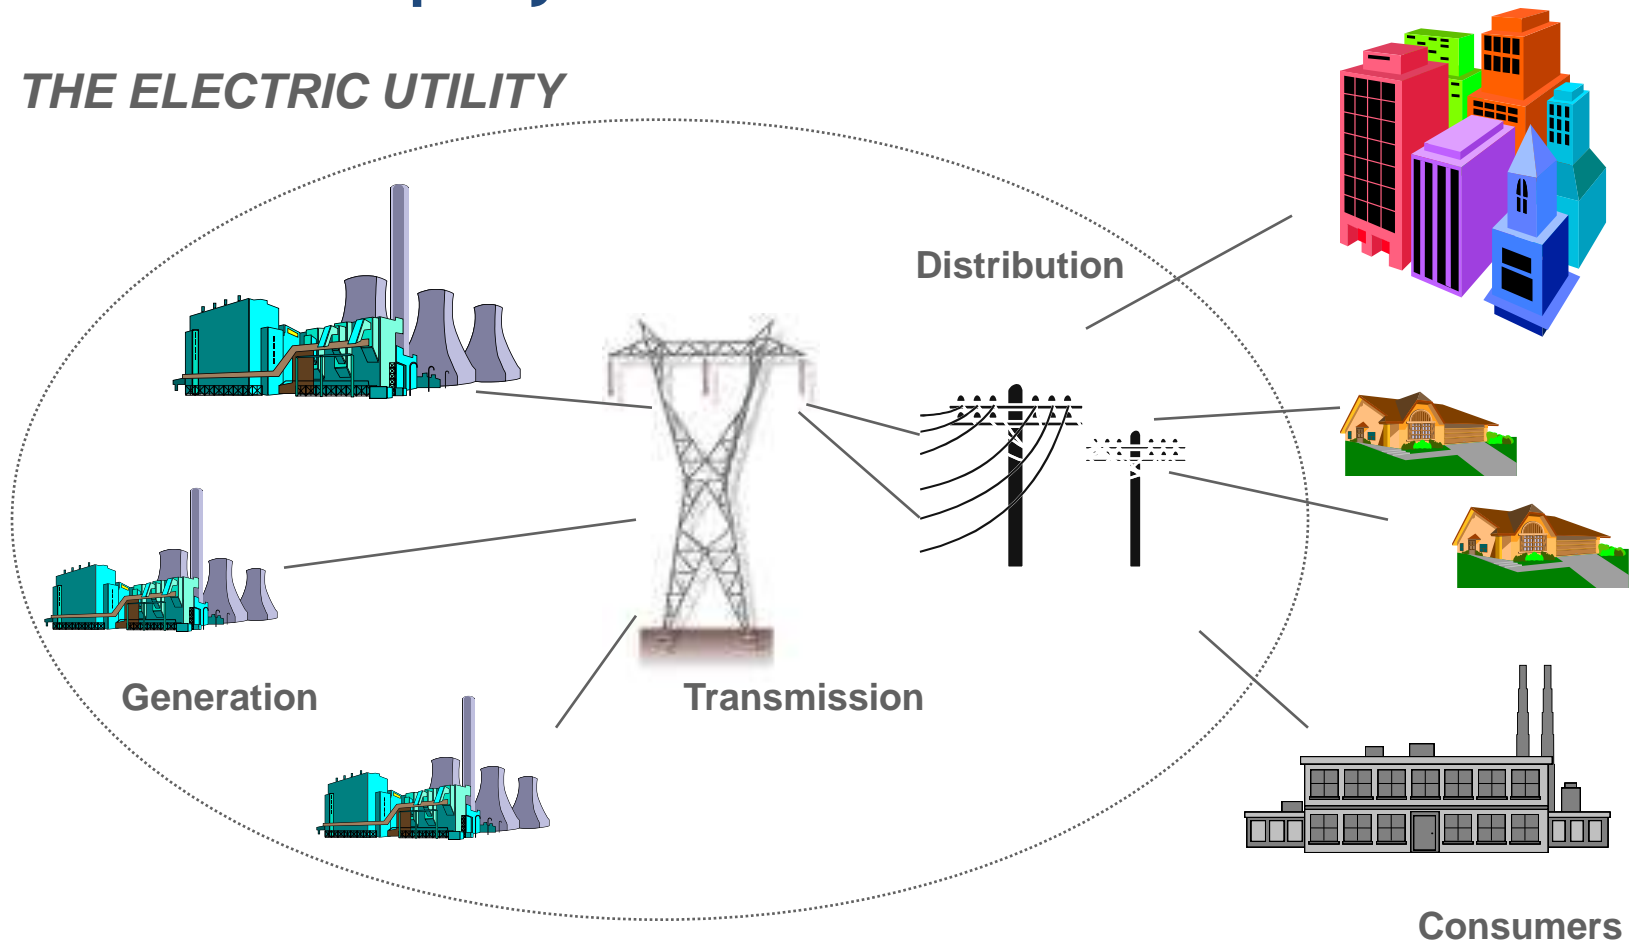 THE ELECTRIC UTILITY
Distribution
Generation
Transmission
Consumers